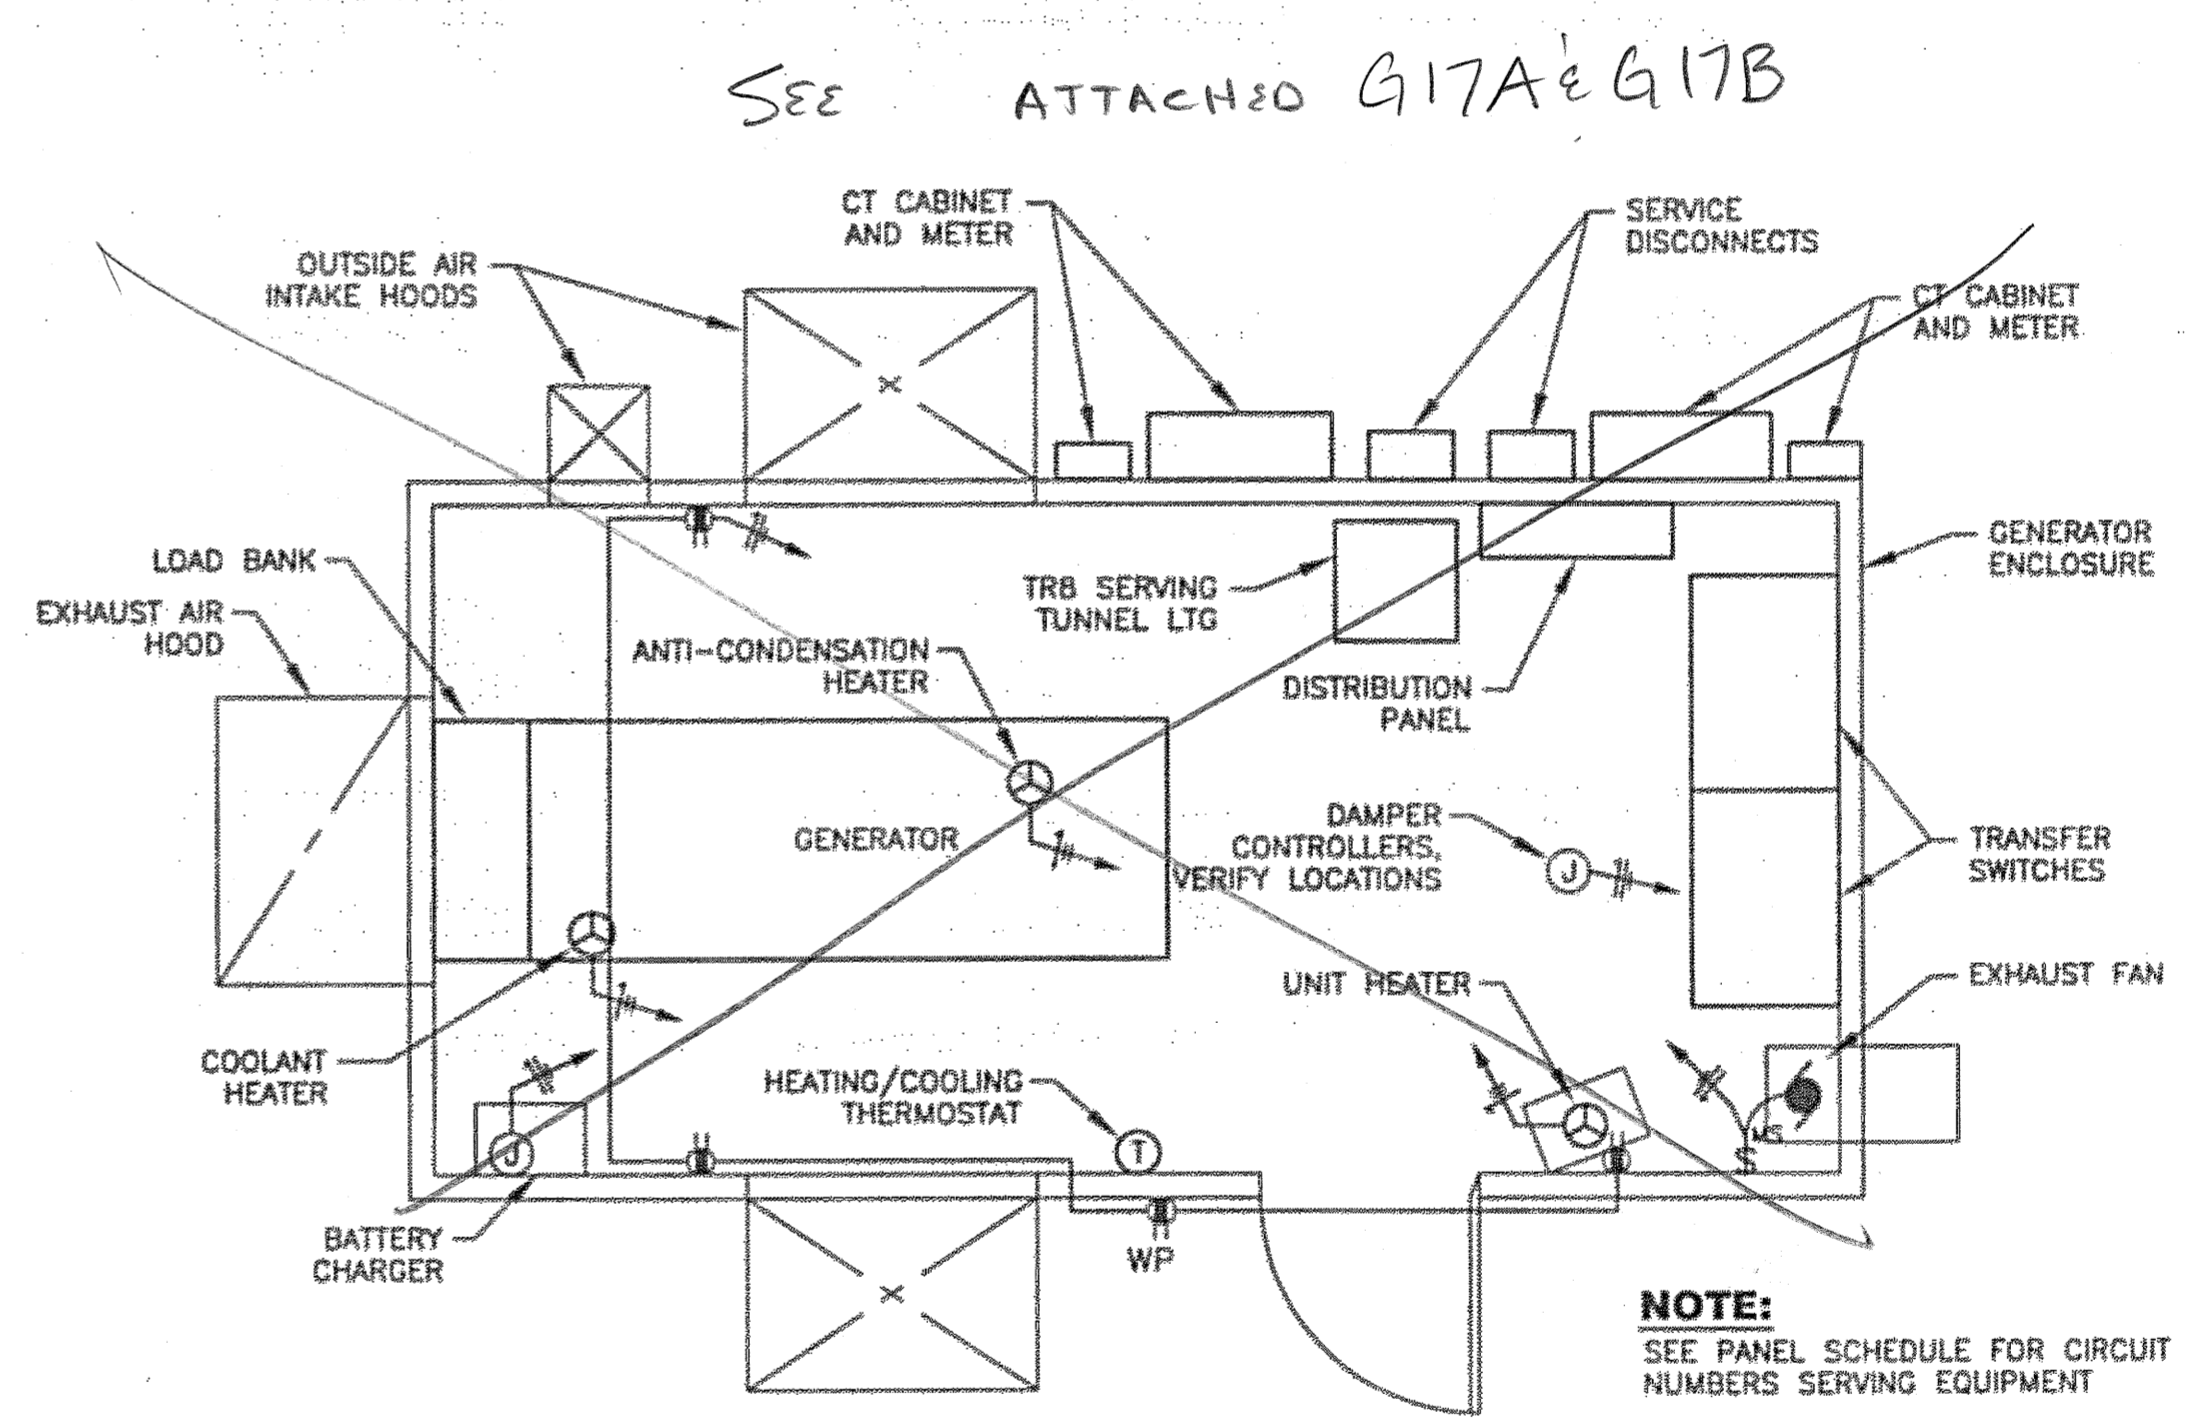 SEE ATTACHED G17A & G17B
CT CABINET
AND METER
SERVICE
DISCONNECTS
OUTSIDE AIR
INTAKE HOODS
CT CABINET
AND METER
LOAD BANK
EXHAUST AIR
HOOD
GENERATOR
ENCLOSURE
TR8 SERVING
TUNNEL LTG
ANTI-CONDENSATION
HEATER
DISTRIBUTION
PANEL
GENERATOR
DAMPER
CONTROLLERS,
VERIFY LOCATIONS
J
TRANSFER
SWITCHES
UNIT HEATER
EXHAUST FAN
COOLANT
HEATER
HEATING/COOLING
THERMOSTAT
J
T
MS
S
BATTERY
CHARGER
WP
NOTE:
SEE PANEL SCHEDULE FOR CIRCUIT
NUMBERS SERVING EQUIPMENT